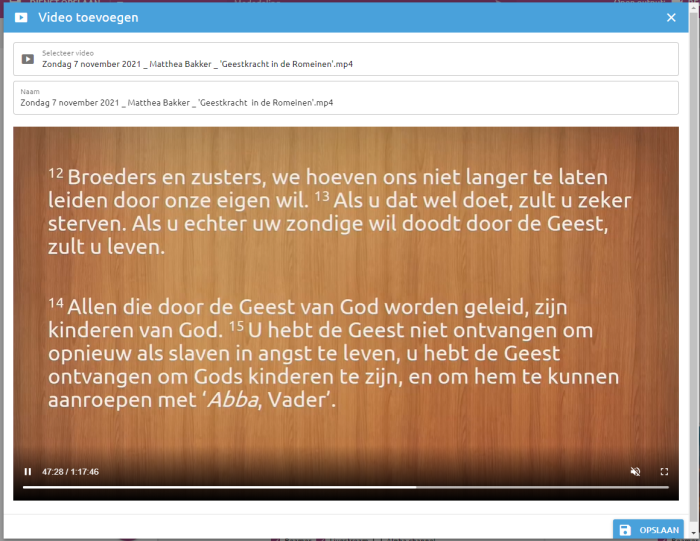 Video toevoegen
Selecteer video
Zondag 7 november 2021 _ Matthea Bakker _ 'Geestkracht in de Romeinen'.mp4
Naam
Zondag 7 november 2021 _ Matthea Bakker _ 'Geestkracht  in de Romeinen'.mp4
12 Broeders en zusters, we hoeven ons niet langer te laten
leiden door onze eigen wil. 13 Als u dat wel doet, zult u zeker
sterven. Als u echter uw zondige wil doodt door de Geest,
zult u leven.
14 Allen die door de Geest van God worden geleid, zijn
kinderen van God. 15 U hebt de Geest niet ontvangen om
opnieuw als slaven in angst te leven, u hebt de Geest
ontvangen om Gods kinderen te zijn, en om hem te kunnen
aanroepen met ‘Abba, Vader’.
47:28 / 1:17:46
OPSLAAN